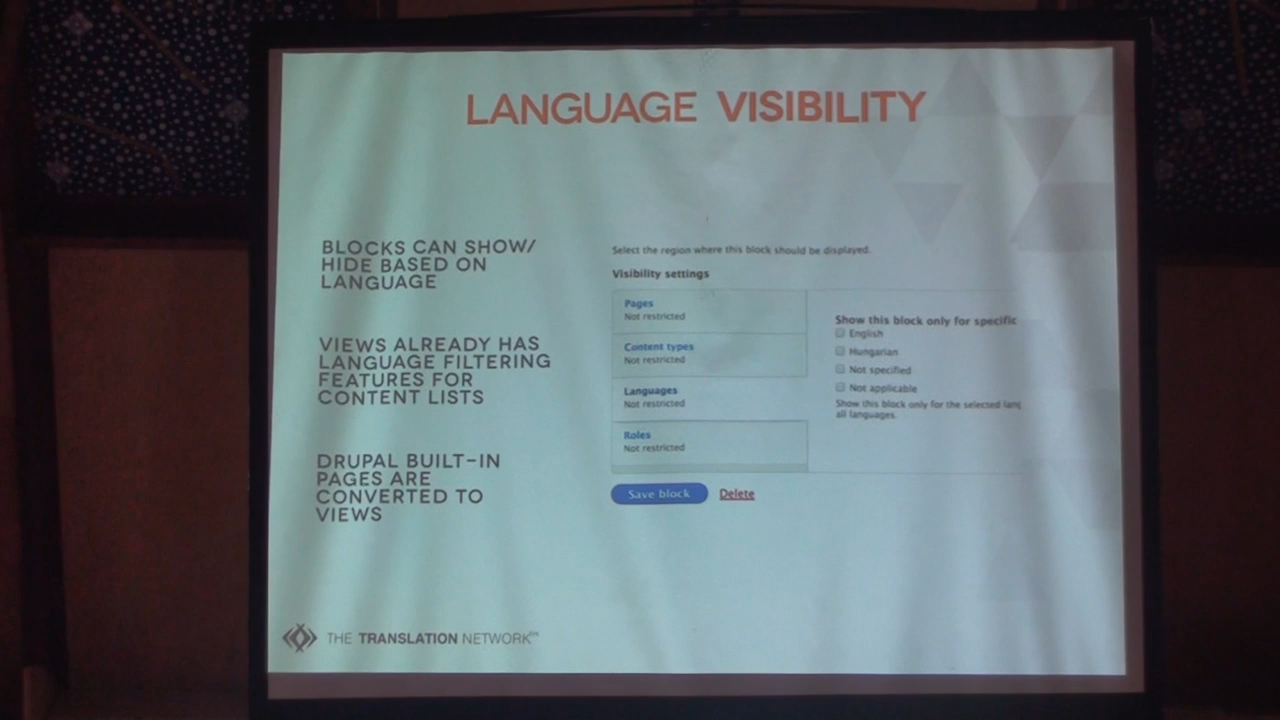 LANGUAGE VISIBILITY
BLOCKS CAN SHOW/
HIDE BASED ON
LANGUAGE
VIEWS ALREADY HAS
LANGUAGE FILTERING
FEATURES FOR
CONTENT LISTS
DRUPAL BUILT-IN
PAGES ARE
CONVERTED TO
VIEWS
Select the region where this block should be displayed.
Visibility settings
Pages
Not restricted
Content types
Not restricted
Languages
Not restricted
Roles
Not restricted
Show this block only for specific
English
Hungarian
Not specified
Not applicable
Show this block only for the selected lang
all languages.
Save block Delete
THE TRANSLATION NETWORK